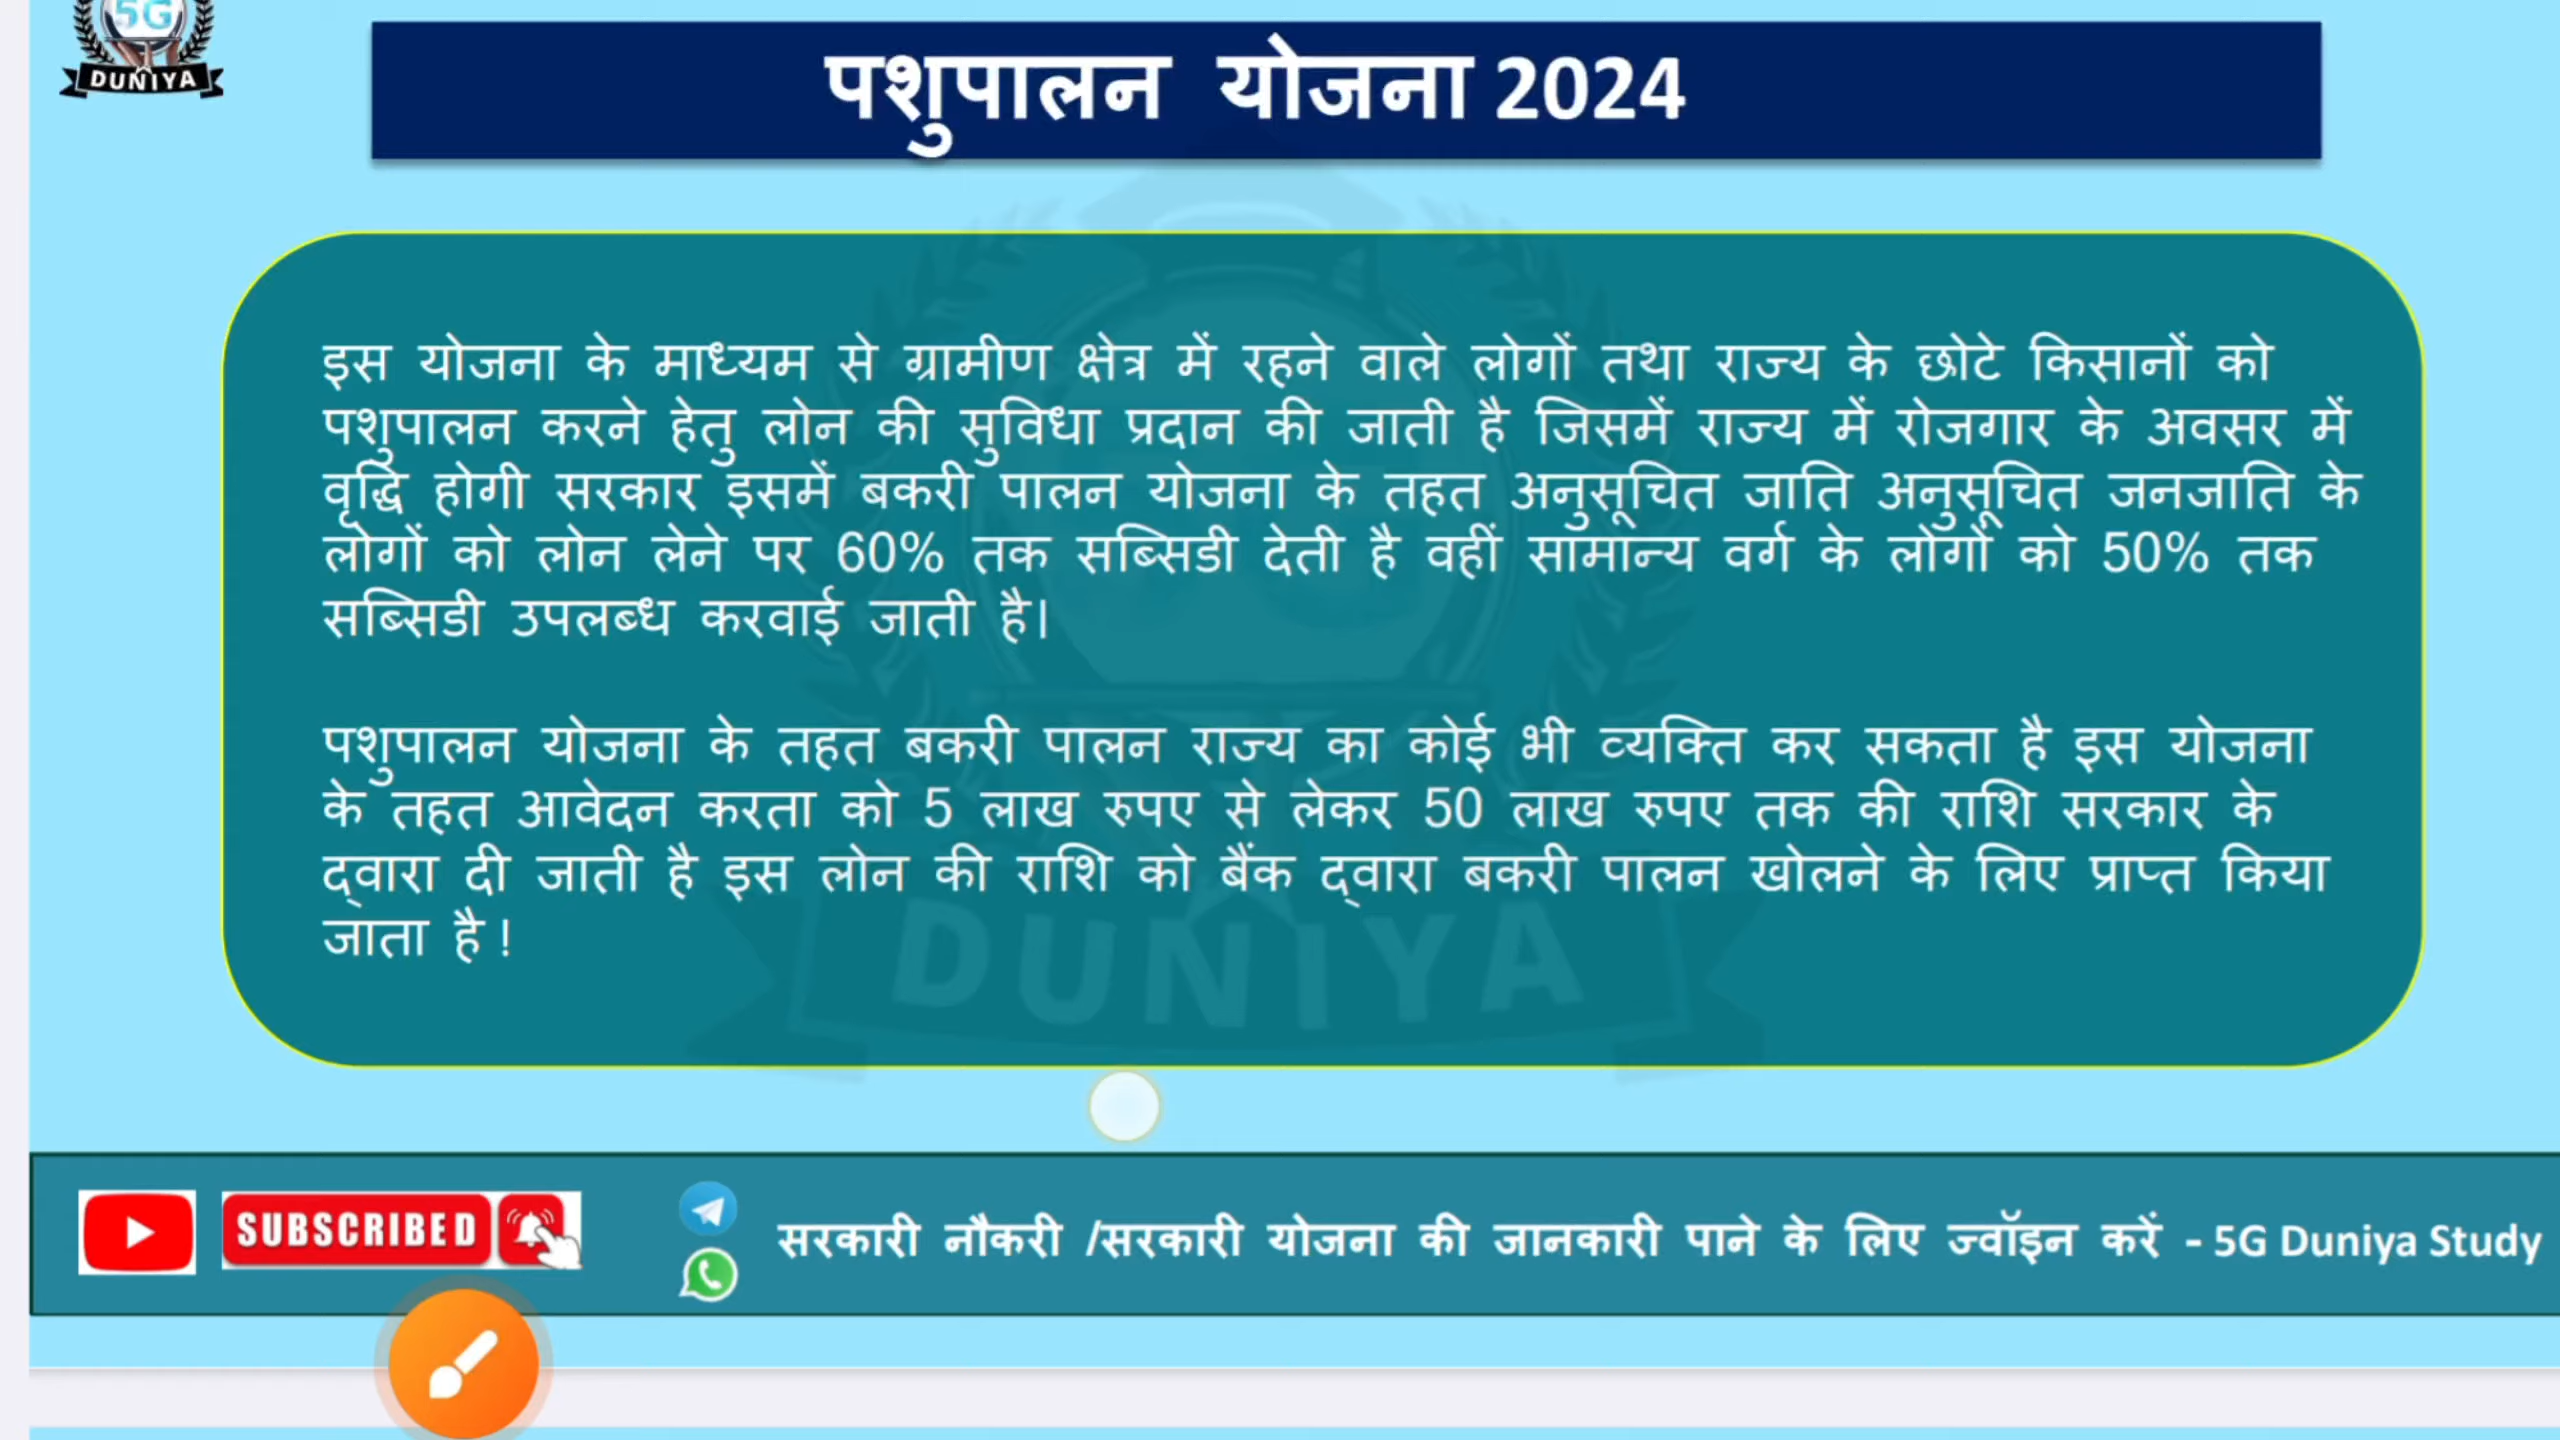 5G
DUNIYA
पशुपालन योजना 2024
इस योजना के माध्यम से ग्रामीण क्षेत्र में रहने वाले लोगों तथा राज्य के छोटे किसानों को
पशुपालन करने हेतु लोन की सुविधा प्रदान की जाती है जिसमें राज्य में रोजगार के अवसर में
वृद्धि होगी सरकार इसमें बकरी पालन योजना के तहत अनुसूचित जाति अनुसूचित जनजाति के
लोगों को लोन लेने पर 60% तक सब्सिडी देती है वहीं सामान्य वर्ग के लोगों को 50% तक
सब्सिडी उपलब्ध करवाई जाती है।
पशुपालन योजना के तहत बकरी पालन राज्य का कोई भी व्यक्ति कर सकता है इस योजना
के तहत आवेदन करता को 5 लाख रुपए से लेकर 50 लाख रुपए तक की राशि सरकार के
द्वारा दी जाती है इस लोन की राशि को बैंक द्वारा बकरी पालन खोलने के लिए प्राप्त किया
जाता है !
DUNIYA
SUBSCRIBED
सरकारी नौकरी /सरकारी योजना की जानकारी पाने के लिए ज्वॉइन करें - 5G Duniya Study